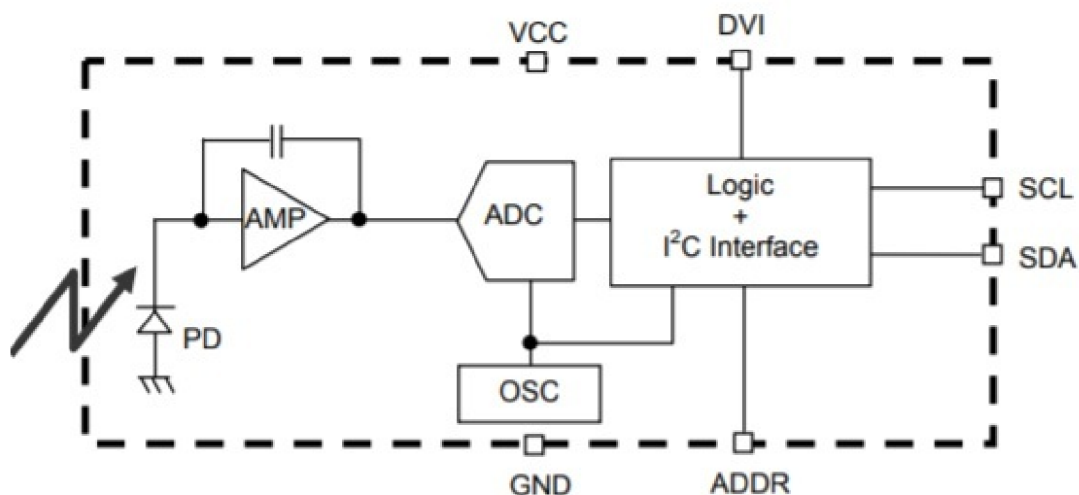 VCC
DVI
AMP
ADC
Logic
+
I²C Interface
SCL
SDA
PD
OSC
GND
ADDR